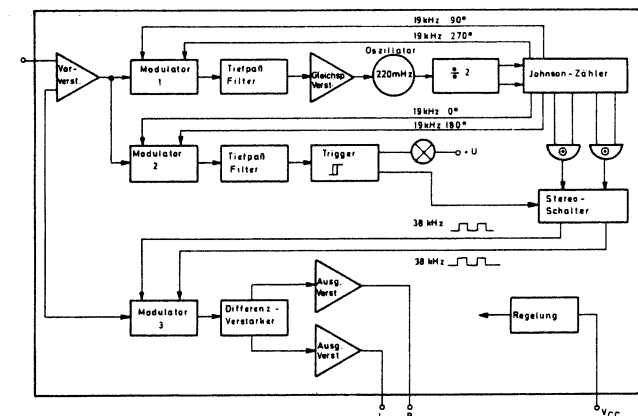 19kHz 90°
19kHz 270°
Oszillator
Vor-
verst.
Modulator
1
Tiefpaß
Filter
Gleichsp
Verst.
220mHz
÷ 2
Johnson-Zähler
19 kHz 0°
19kHz 180°
Modulator
2
Tiefpaß
Filter
Trigger
+ U
Stereo-
Schalter
38 kHz
38 kHz
Modulator
3
Differenz-
Verstärker
Ausg.
Verst
Ausg.
Verst
Regelung
L
R
VCC